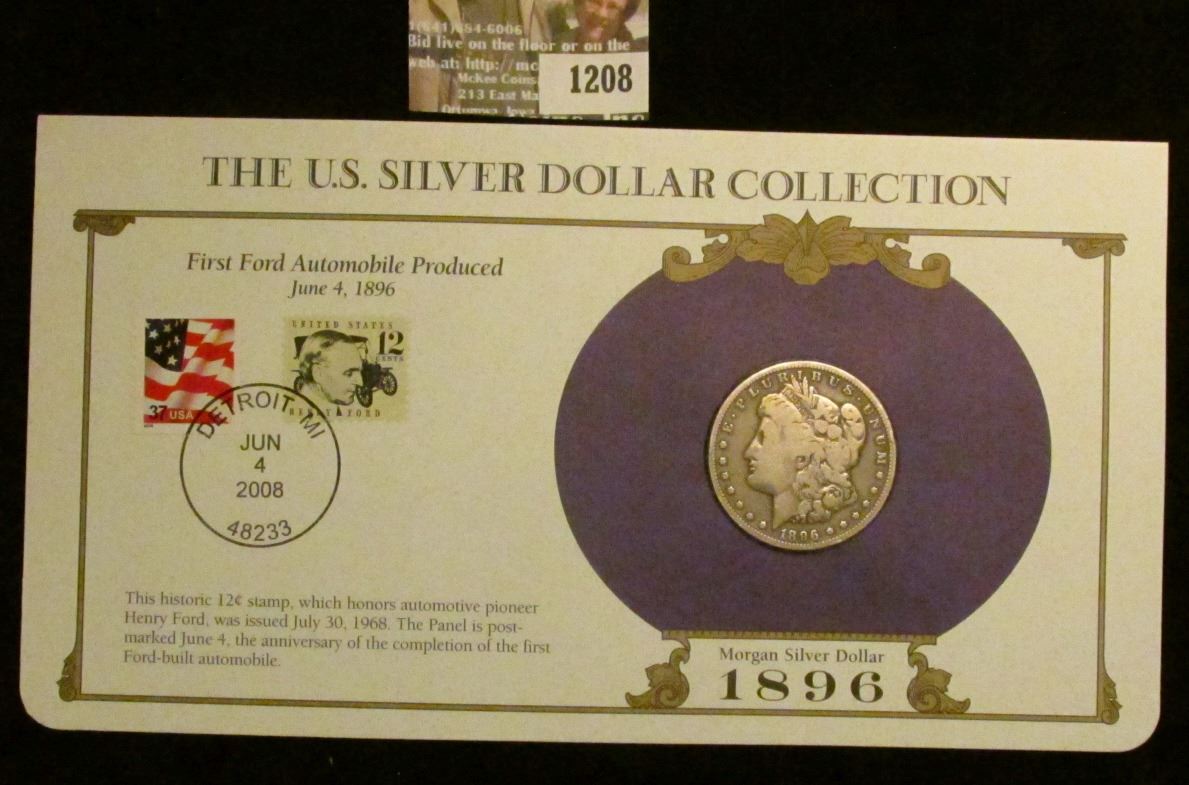 1(641)684-6006
Bid live on the floor or on the
web at: http://mc
McKee Coins
213 East Ma
Ottumwa, Iowa
1208
THE U.S. SILVER DOLLAR COLLECTION
First Ford Automobile Produced
June 4, 1896
37 USA
UNITED STATES
12
CENTS
HENRY FORD
DETROIT, MI
JUN
4
2008
48233
E·PLURIBUS·UNUM
1896
This historic 12¢ stamp, which honors automotive pioneer
Henry Ford, was issued July 30, 1968. The Panel is post-
marked June 4, the anniversary of the completion of the first
Ford-built automobile.
Morgan Silver Dollar
1896